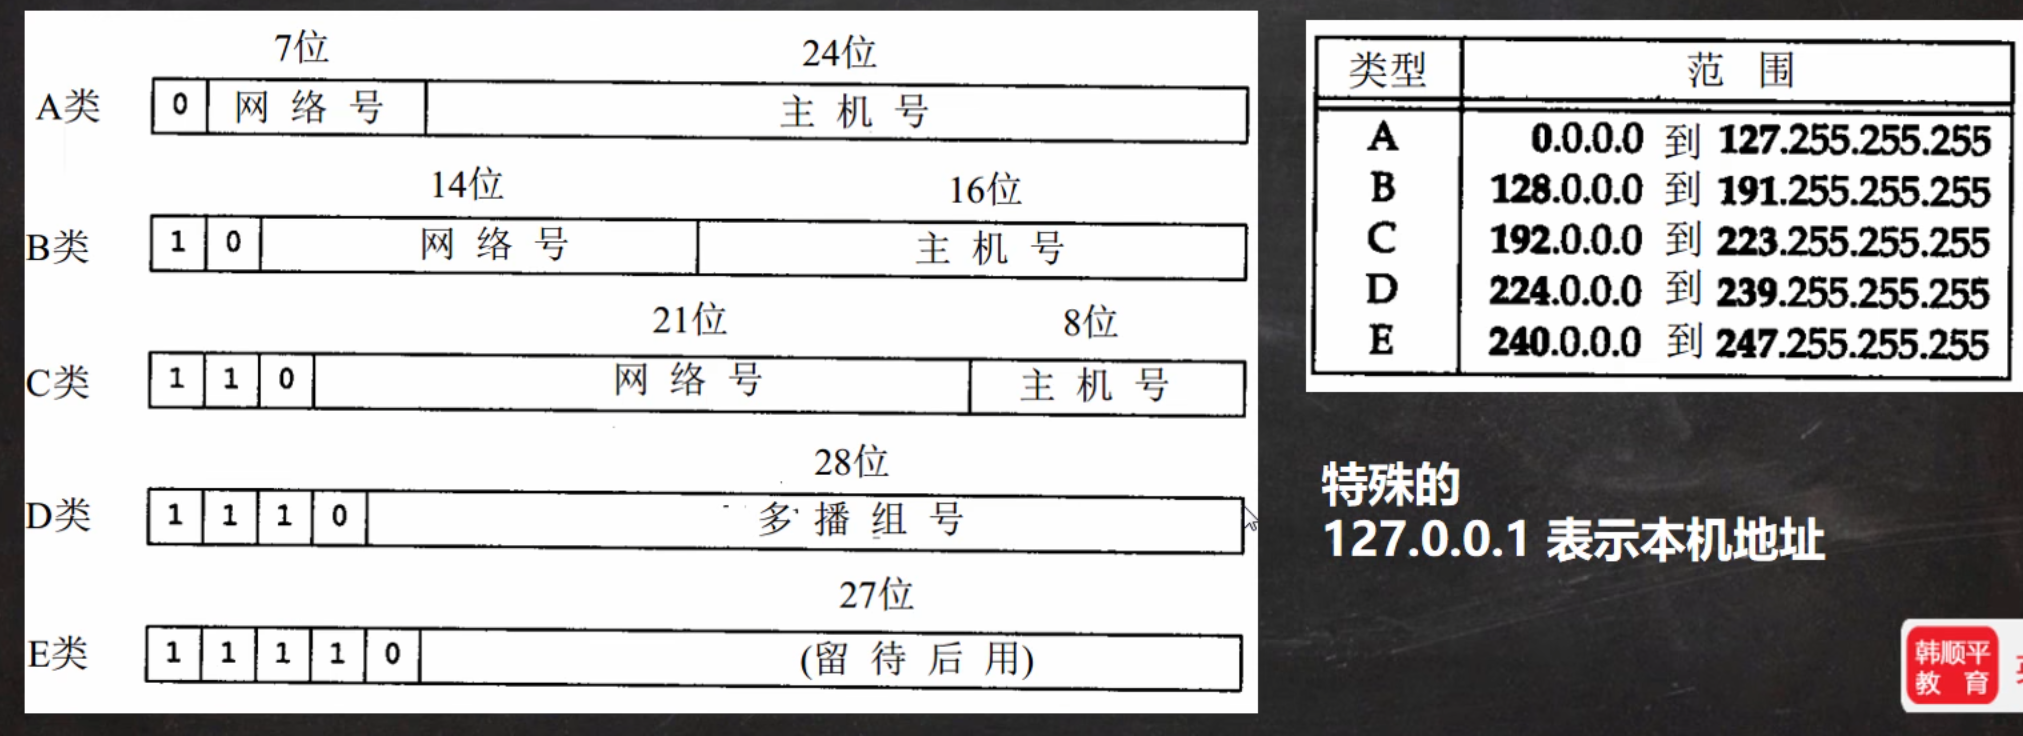 7位 24位
A类 0 网络号 主机号
14位 16位
B类 1 0 网络号 主机号
21位 8位
C类 1 1 0 网络号 主机号
28位
D类 1 1 1 0 多播组号
27位
E类 1 1 1 1 0 (留待后用)
类型 范围
A 0.0.0.0 到 127.255.255.255
B 128.0.0.0 到 191.255.255.255
C 192.0.0.0 到 223.255.255.255
D 224.0.0.0 到 239.255.255.255
E 240.0.0.0 到 247.255.255.255
特殊的
127.0.0.1 表示本机地址
韩顺平
教育